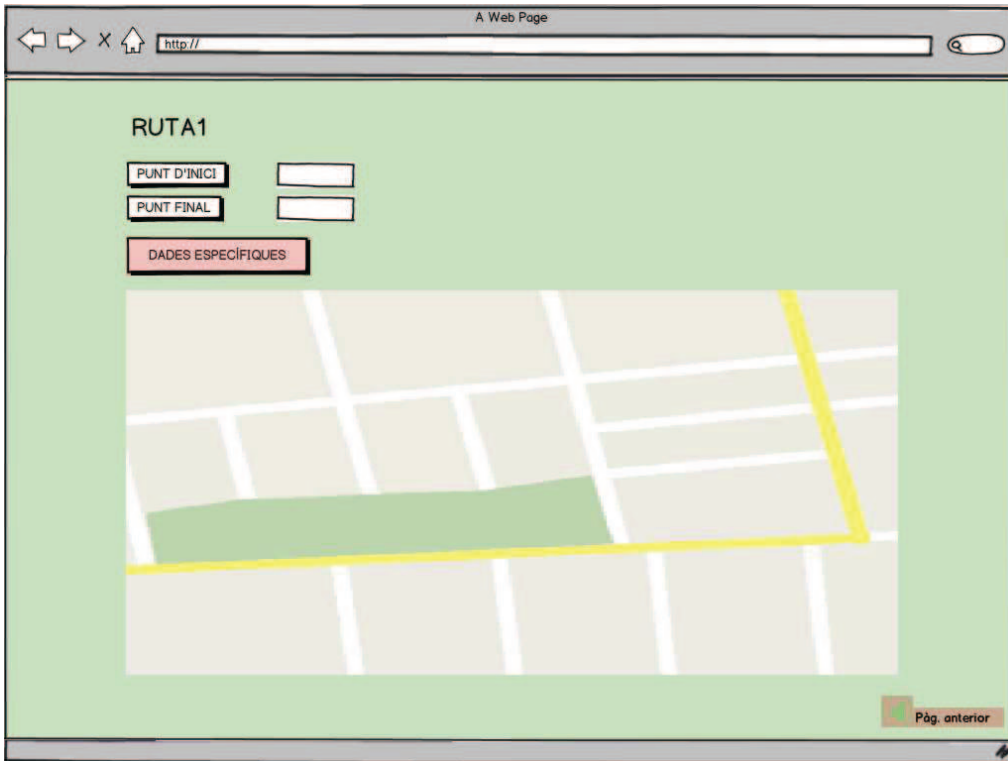 A Web Page
http://
RUTA1
PUNT D'INICI
PUNT FINAL
DADES ESPECÍFIQUES
Pàg. anterior